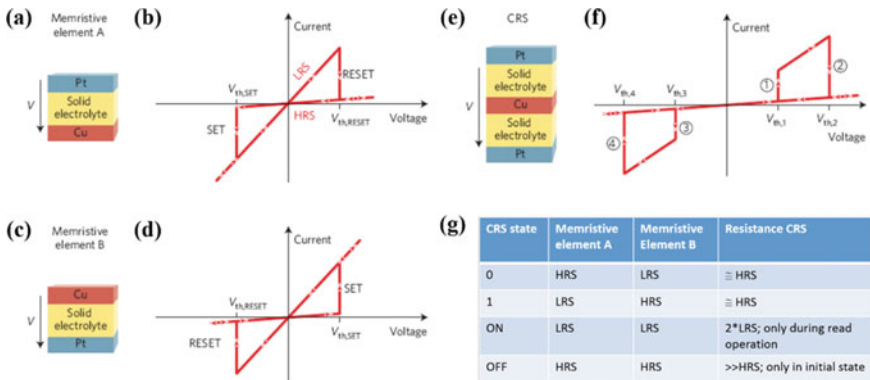 (a)
Memristive
element A
V
Pt
Solid
electrolyte
Cu
(b)
Current
LRS
RESET
V_th,SET
HRS
SET
V_th,RESET
Voltage
(e)
CRS
V
Pt
Solid
electrolyte
Cu
Solid
electrolyte
Pt
(f)
Current
①
②
V_th,4
V_th,3
Voltage
③
④
V_th,1
V_th,2
(c)
Memristive
element B
V
Cu
Solid
electrolyte
Pt
(d)
Current
V_th,RESET
SET
Voltage
RESET
V_th,SET
(g)
CRS state Memristive element A Memristive Element B Resistance CRS
0 HRS LRS ≅ HRS
1 LRS HRS ≅ HRS
ON LRS LRS 2*LRS; only during read
operation
OFF HRS HRS >>HRS; only in initial state